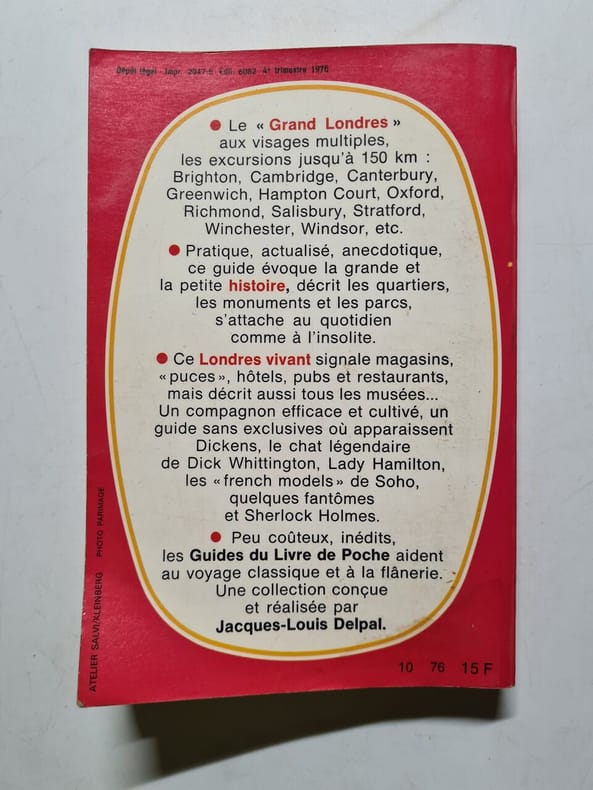 Dépôt légal - Impr. 2047-5 Édit. 6082 - 4e trimestre 1976
● Le « Grand Londres »
aux visages multiples,
les excursions jusqu'à 150 km :
Brighton, Cambridge, Canterbury,
Greenwich, Hampton Court, Oxford,
Richmond, Salisbury, Stratford,
Winchester, Windsor, etc.
● Pratique, actualisé, anecdotique,
ce guide évoque la grande et
la petite histoire, décrit les quartiers,
les monuments et les parcs,
s'attache au quotidien
comme à l'insolite.
● Ce Londres vivant signale magasins,
« puces », hôtels, pubs et restaurants,
mais décrit aussi tous les musées...
Un compagnon efficace et cultivé, un
guide sans exclusives où apparaissent
Dickens, le chat légendaire
de Dick Whittington, Lady Hamilton,
les « french models » de Soho,
quelques fantômes
et Sherlock Holmes.
● Peu coûteux, inédits,
les Guides du Livre de Poche aident
au voyage classique et à la flânerie.
Une collection conçue
et réalisée par
Jacques-Louis Delpal.
ATELIER SALVI/KLEINBERG PHOTO PARIMAGE
10 76 15 F